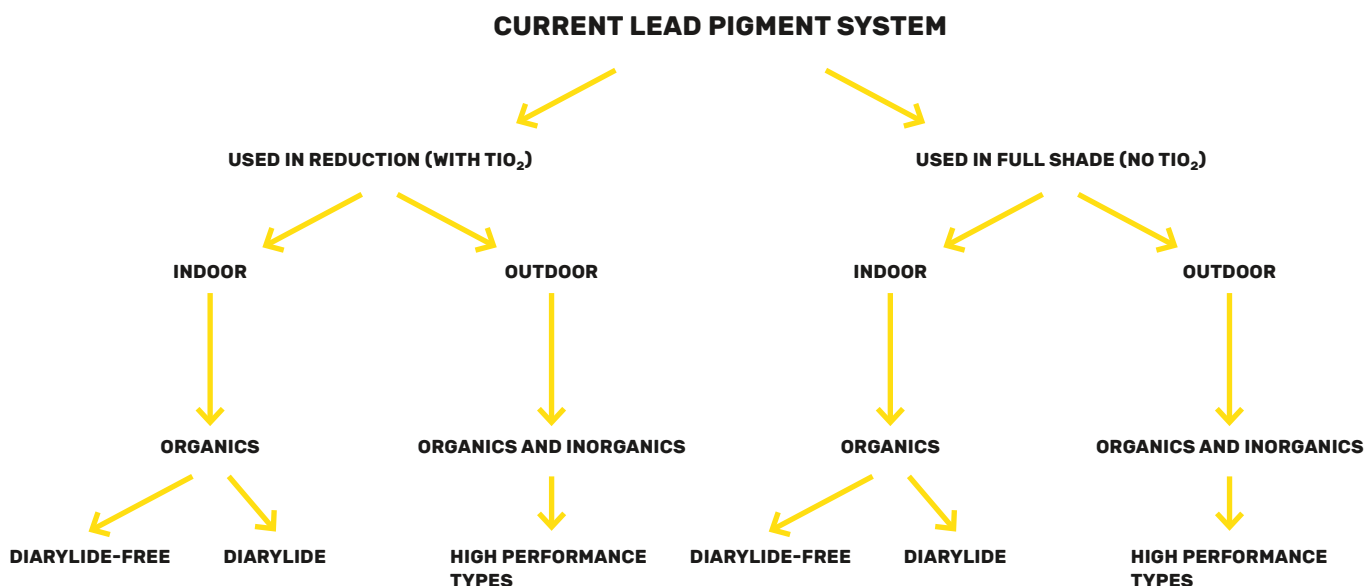 CURRENT LEAD PIGMENT SYSTEM
USED IN REDUCTION (WITH TIO₂)
USED IN FULL SHADE (NO TIO₂)
INDOOR
OUTDOOR
INDOOR
OUTDOOR
ORGANICS
ORGANICS AND INORGANICS
ORGANICS
ORGANICS AND INORGANICS
DIARYLIDE-FREE
DIARYLIDE
HIGH PERFORMANCE
TYPES
DIARYLIDE-FREE
DIARYLIDE
HIGH PERFORMANCE
TYPES